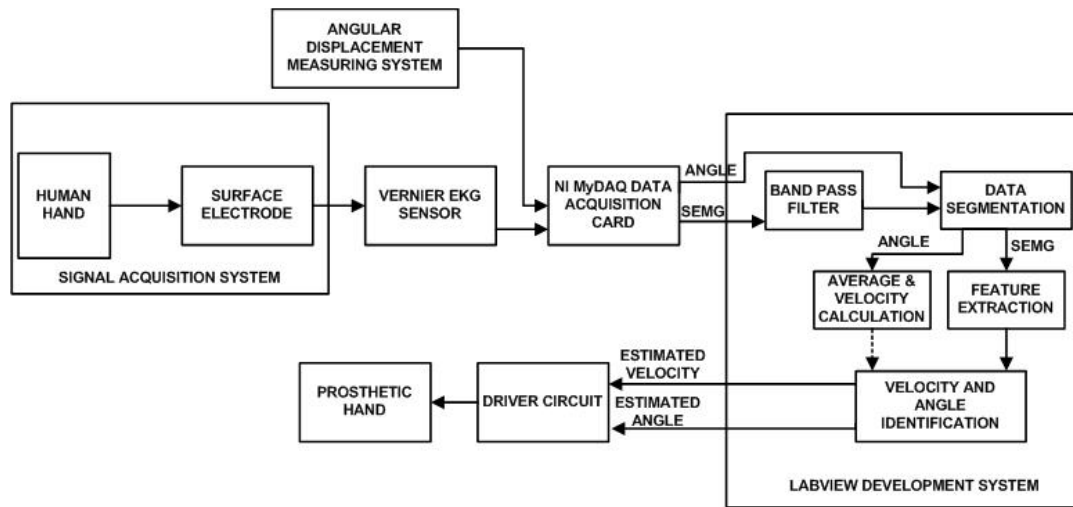 ANGULAR
DISPLACEMENT
MEASURING SYSTEM
HUMAN
HAND
SURFACE
ELECTRODE
SIGNAL ACQUISITION SYSTEM
VERNIER EKG
SENSOR
NI MyDAQ DATA
ACQUISITION
CARD
ANGLE
SEMG
BAND PASS
FILTER
DATA
SEGMENTATION
ANGLE
SEMG
AVERAGE &
VELOCITY
CALCULATION
FEATURE
EXTRACTION
VELOCITY AND
ANGLE
IDENTIFICATION
ESTIMATED
VELOCITY
ESTIMATED
ANGLE
DRIVER CIRCUIT
PROSTHETIC
HAND
LABVIEW DEVELOPMENT SYSTEM